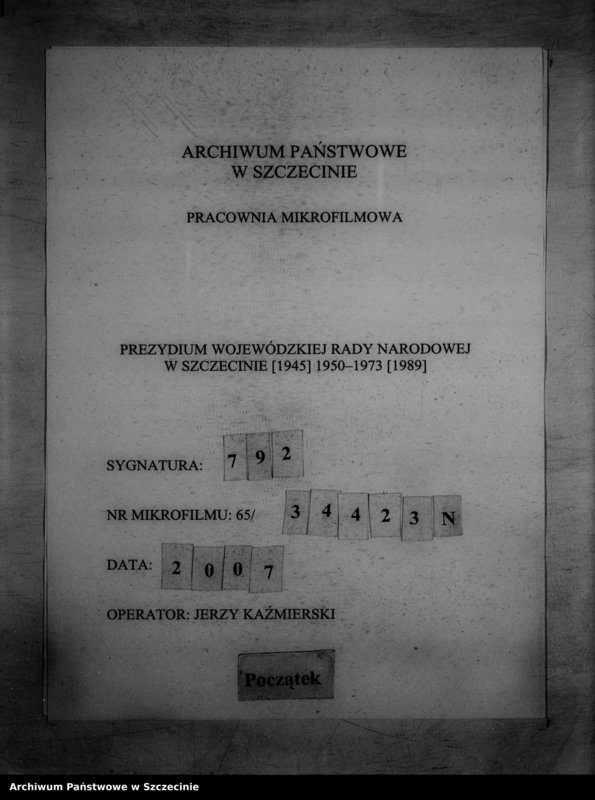 ARCHIWUM PAŃSTWOWE
W SZCZECINIE
PRACOWNIA MIKROFILMOWA
PREZYDIUM WOJEWÓDZKIEJ RADY NARODOWEJ
W SZCZECINIE [1945] 1950–1973 [1989]
SYGNATURA: 792
NR MIKROFILMU: 65/ 34423N
DATA: 2007
OPERATOR: JERZY KAŹMIERSKI
Początek
Archiwum Państwowe w Szczecinie